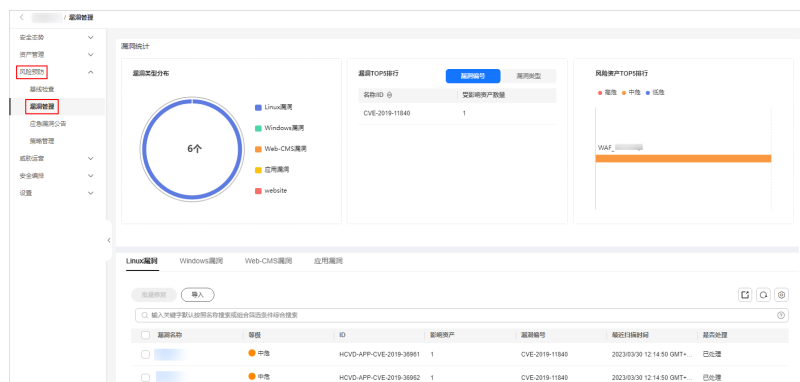 / 漏洞管理
安全态势
资产管理
风险预防
基线检查
漏洞管理
应急漏洞公告
策略管理
威胁运营
安全编排
设置
漏洞统计
漏洞类型分布
6个
Linux漏洞
Windows漏洞
Web-CMS漏洞
应用漏洞
website
漏洞TOP5排行
漏洞编号 漏洞类型
名称/ID 受影响资产数量
CVE-2019-11840 1
风险资产TOP5排行
高危 中危 低危
WAF_
Linux漏洞 Windows漏洞 Web-CMS漏洞 应用漏洞
批量修复 导入
输入关键字默认按照名称搜索或组合筛选条件综合搜索
漏洞名称 等级 ID 影响资产 漏洞编号 最近扫描时间 是否处理
中危 HCVD-APP-CVE-2019-36961 1 CVE-2019-11840 2023/03/30 12:14:50 GMT+... 已处理
中危 HCVD-APP-CVE-2019-36962 1 CVE-2019-11840 2023/03/30 12:14:50 GMT+... 已处理